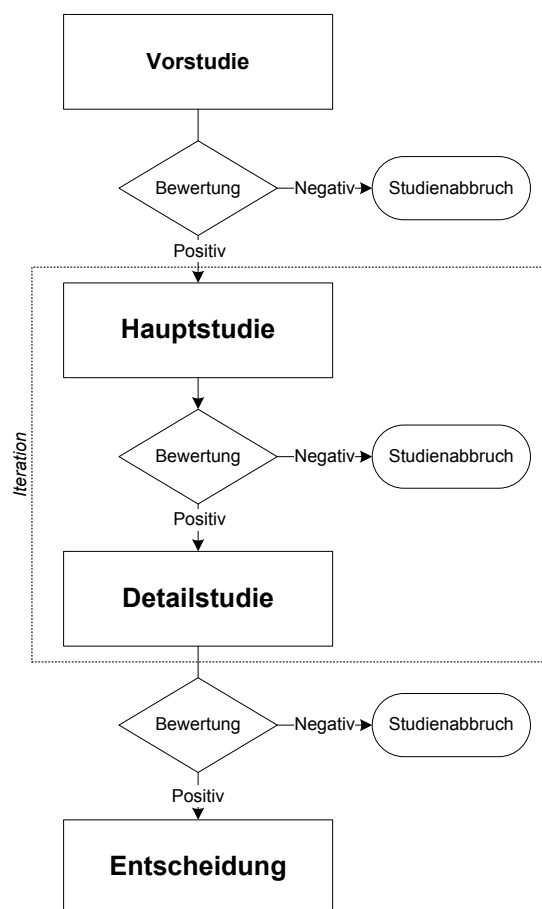 Vorstudie
Bewertung
Negativ
Studienabbruch
Positiv
Hauptstudie
Bewertung
Negativ
Studienabbruch
Iteration
Positiv
Detailstudie
Bewertung
Negativ
Studienabbruch
Positiv
Entscheidung